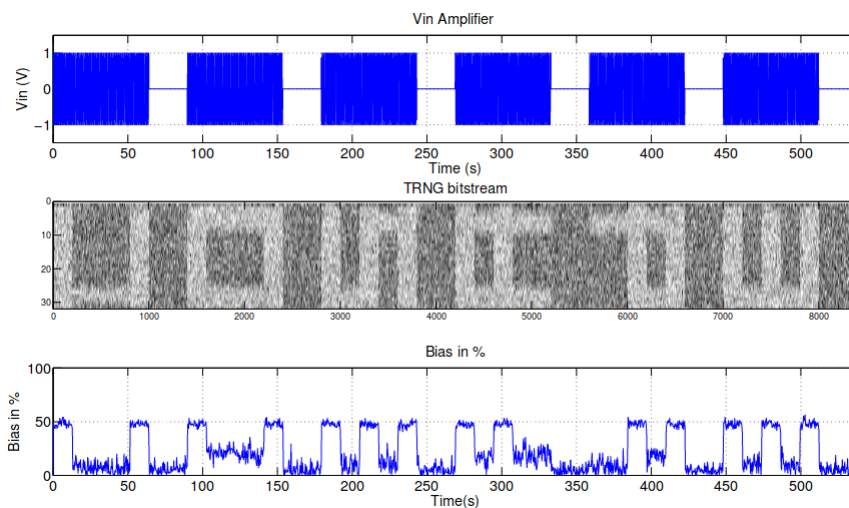 Vin Amplifier
Vin (V)
1
0
−1
0 50 100 150 200 250 300 350 400 450 500
Time (s)
TRNG bitstream
0
10
20
30
0 1000 2000 3000 4000 5000 6000 7000 8000
Bias in %
Bias in %
100
50
0
0 50 100 150 200 250 300 350 400 450 500
Time(s)